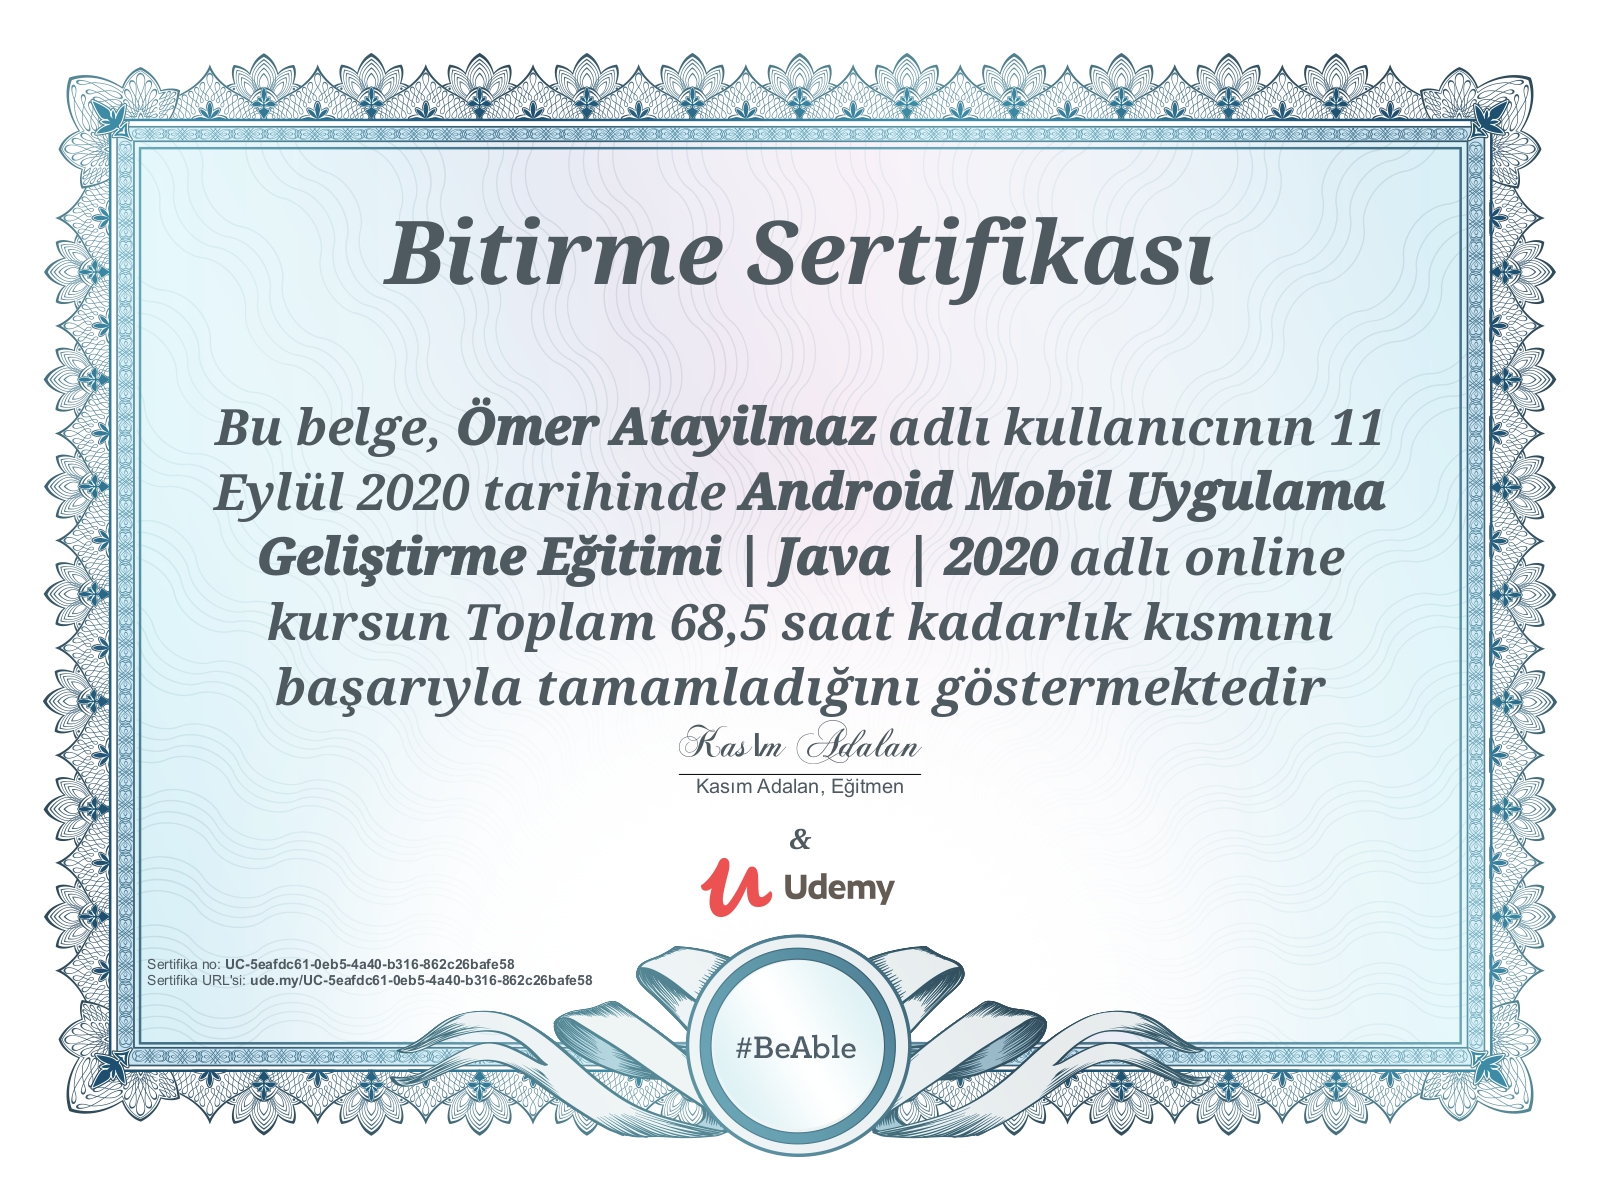 Bitirme Sertifikası
Bu belge, Ömer Atayilmaz adlı kullanıcının 11
Eylül 2020 tarihinde Android Mobil Uygulama
Geliştirme Eğitimi | Java | 2020 adlı online
kursun Toplam 68,5 saat kadarlık kısmını
başarıyla tamamladığını göstermektedir
Kasım Adalan
Kasım Adalan, Eğitmen
&
Udemy
Sertifika no: UC-5eafdc61-0eb5-4a40-b316-862c26bafe58
Sertifika URL'si: ude.my/UC-5eafdc61-0eb5-4a40-b316-862c26bafe58
#BeAble